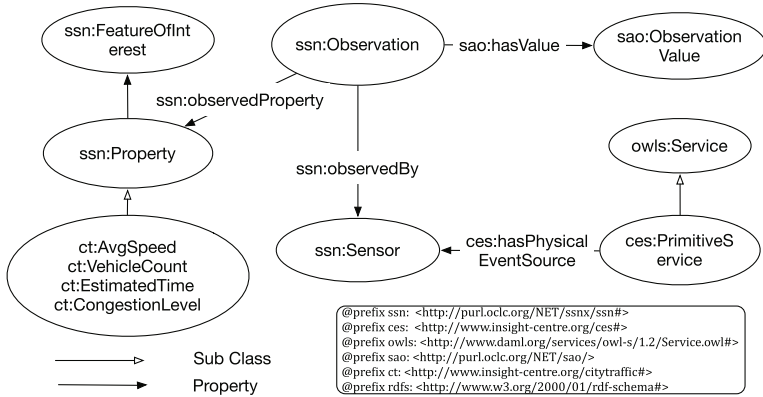 ssn:FeatureOfInt
erest
ssn:Observation
sao:hasValue
sao:Observation
Value
ssn:observedProperty
ssn:Property
owls:Service
ssn:observedBy
ct:AvgSpeed
ct:VehicleCount
ct:EstimatedTime
ct:CongestionLevel
ssn:Sensor
ces:hasPhysical
EventSource
ces:PrimitiveS
ervice
@prefix ssn: <http://purl.oclc.org/NET/ssnx/ssn#>
@prefix ces: <http://www.insight-centre.org/ces#>
@prefix owls: <http://www.daml.org/services/owl-s/1.2/Service.owl#>
@prefix sao: <http://purl.oclc.org/NET/sao/>
@prefix ct: <http://www.insight-centre.org/citytraffic#>
@prefix rdfs: <http://www.w3.org/2000/01/rdf-schema#>
Sub Class
Property